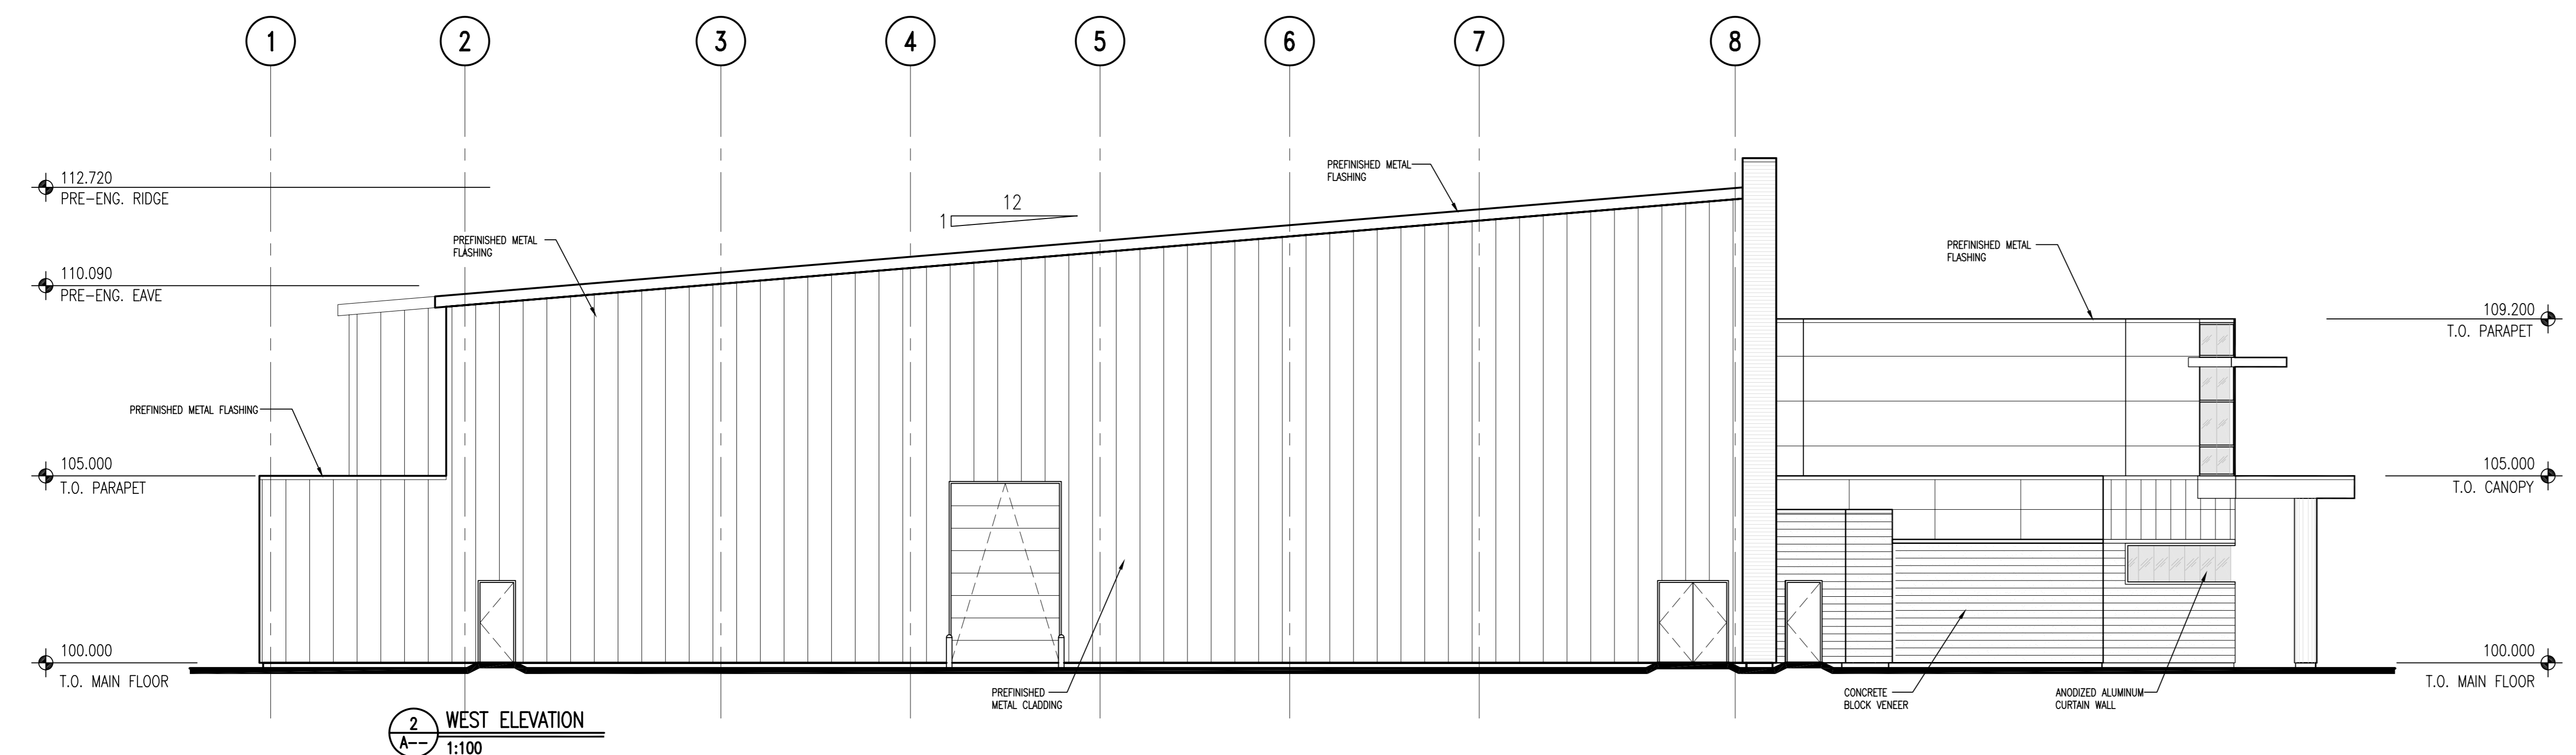 1 2 3 4 5 6 7 8
112.720
PRE-ENG. RIDGE
110.090
PRE-ENG. EAVE
105.000
T.O. PARAPET
100.000
T.O. MAIN FLOOR
PREFINISHED METAL FLASHING
PREFINISHED METAL
FLASHING
1
12
PREFINISHED METAL
FLASHING
PREFINISHED METAL
FLASHING
109.200
T.O. PARAPET
105.000
T.O. CANOPY
100.000
T.O. MAIN FLOOR
PREFINISHED
METAL CLADDING
CONCRETE
BLOCK VENEER
ANODIZED ALUMINUM
CURTAIN WALL
2
A--
WEST ELEVATION
1:100